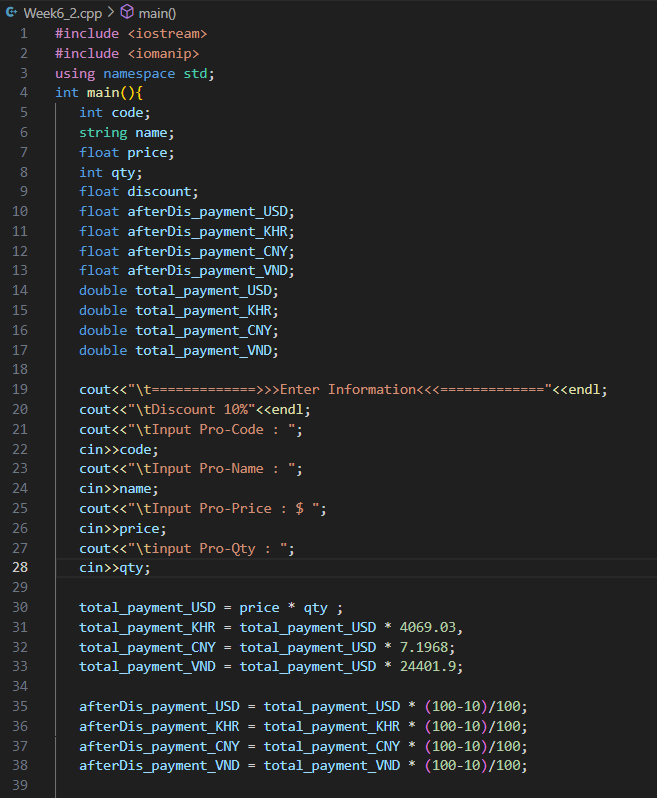 Week6_2.cpp > main()
1 #include <iostream>
2 #include <iomanip>
3 using namespace std;
4 int main(){
5 int code;
6 string name;
7 float price;
8 int qty;
9 float discount;
10 float afterDis_payment_USD;
11 float afterDis_payment_KHR;
12 float afterDis_payment_CNY;
13 float afterDis_payment_VND;
14 double total_payment_USD;
15 double total_payment_KHR;
16 double total_payment_CNY;
17 double total_payment_VND;
18
19 cout<<"\t=============>>>Enter Information<<<============="<<endl;
20 cout<<"\tDiscount 10%"<<endl;
21 cout<<"\tInput Pro-Code : ";
22 cin>>code;
23 cout<<"\tInput Pro-Name : ";
24 cin>>name;
25 cout<<"\tInput Pro-Price : $ ";
26 cin>>price;
27 cout<<"\tinput Pro-Qty : ";
28 cin>>qty;
29
30 total_payment_USD = price * qty ;
31 total_payment_KHR = total_payment_USD * 4069.03,
32 total_payment_CNY = total_payment_USD * 7.1968;
33 total_payment_VND = total_payment_USD * 24401.9;
34
35 afterDis_payment_USD = total_payment_USD * (100-10)/100;
36 afterDis_payment_KHR = total_payment_KHR * (100-10)/100;
37 afterDis_payment_CNY = total_payment_CNY * (100-10)/100;
38 afterDis_payment_VND = total_payment_VND * (100-10)/100;
39